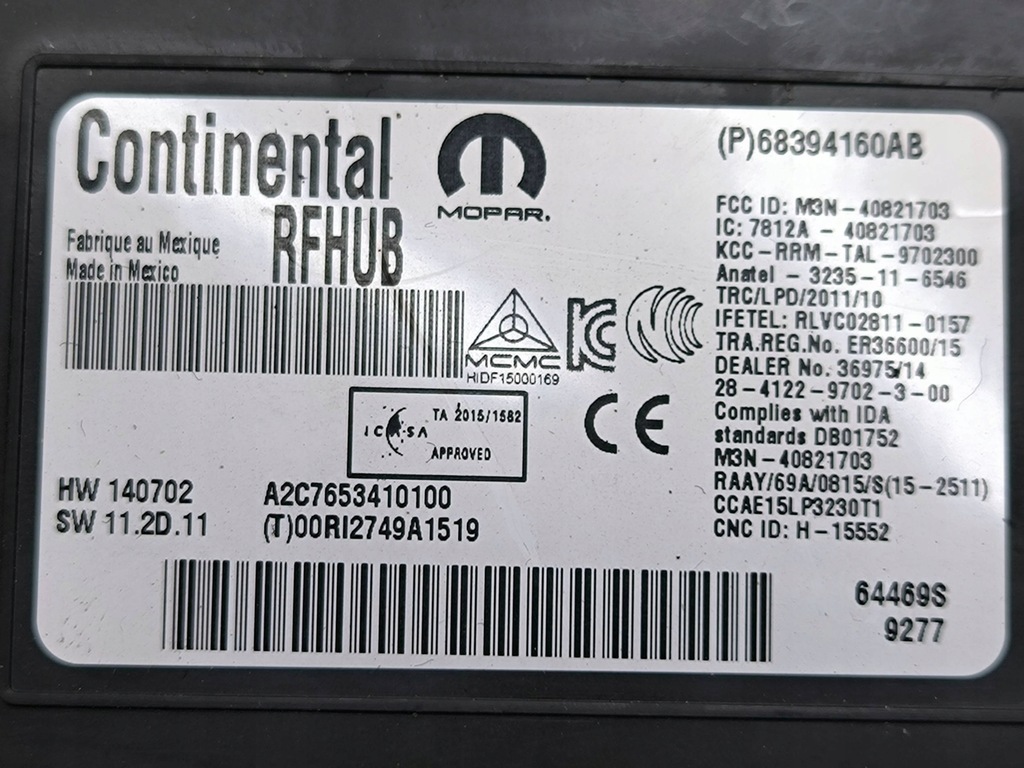 Continental
MOPAR.
RFHUB
Fabrique au Mexique
Made in Mexico
MCMC
HIDF15000169
ICASA
TA 2015/1582
APPROVED
CE
HW 140702
SW 11.2D.11
A2C7653410100
(T)00RI2749A1519
(P)68394160AB
FCC ID: M3N-40821703
IC: 7812A - 40821703
KCC-RRM-TAL-9702300
Anatel - 3235-11-6546
TRC/LPD/2011/10
IFETEL: RLVC02811-0157
TRA.REG.No. ER36600/15
DEALER No. 36975/14
28-4122-9702-3-00
Complies with IDA
standards DB01752
M3N-40821703
RAAY/69A/0815/S(15-2511)
CCAE15LP3230T1
CNC ID: H-15552
64469S
9277